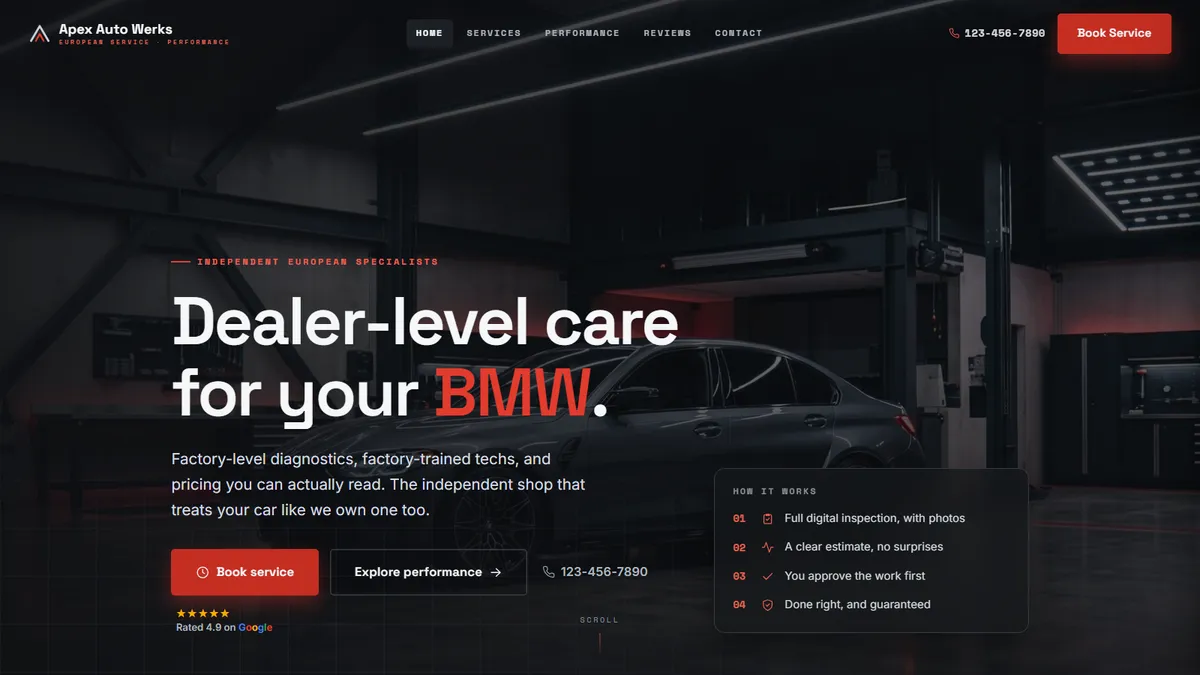 Apex Auto Werks
EUROPEAN SERVICE · PERFORMANCE
HOME SERVICES PERFORMANCE REVIEWS CONTACT
123-456-7890
Book Service
INDEPENDENT EUROPEAN SPECIALISTS
Dealer-level care
for your BMW.
Factory-level diagnostics, factory-trained techs, and
pricing you can actually read. The independent shop that
treats your car like we own one too.
Book service
Explore performance →
123-456-7890
★★★★★
Rated 4.9 on Google
SCROLL
HOW IT WORKS
01 Full digital inspection, with photos
02 A clear estimate, no surprises
03 You approve the work first
04 Done right, and guaranteed